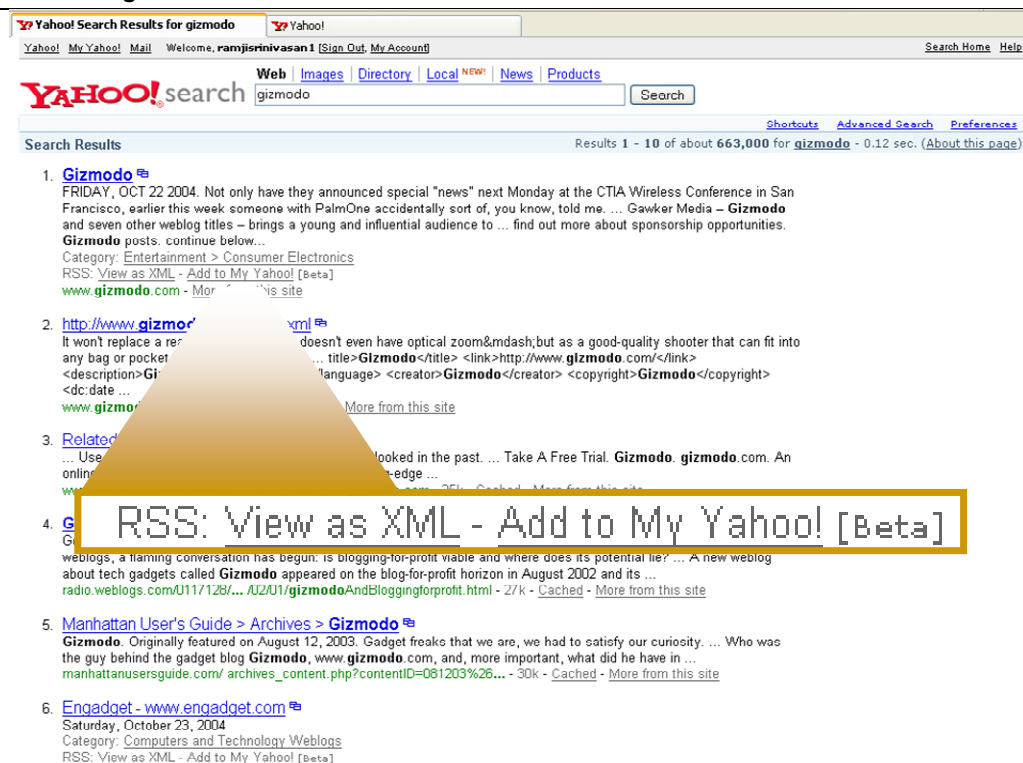 Yahoo! Search Results for gizmodo Yahoo!
Yahoo! My Yahoo! Mail Welcome, ramjisrinivasan1 [Sign Out, My Account] Search Home Help
Web | Images | Directory | Local NEW! | News | Products
YAHOO! search gizmodo Search
Shortcuts Advanced Search Preferences
Search Results Results 1 - 10 of about 663,000 for gizmodo - 0.12 sec. (About this page)
1. Gizmodo
FRIDAY, OCT 22 2004. Not only have they announced special "news" next Monday at the CTIA Wireless Conference in San
Francisco, earlier this week someone with PalmOne accidentally sort of, you know, told me. ... Gawker Media – Gizmodo
and seven other weblog titles – brings a young and influential audience to ... find out more about sponsorship opportunities.
Gizmodo posts. continue below...
Category: Entertainment > Consumer Electronics
RSS: View as XML - Add to My Yahoo! [Beta]
www.gizmodo.com - More from this site
2. http://www.gizmod xml
It won't replace a rea doesn't even have optical zoom&mdash;but as a good-quality shooter that can fit into
any bag or pocket ... title>Gizmodo</title> <link>http://www.gizmodo.com/</link>
<description>Gi /language> <creator>Gizmodo</creator> <copyright>Gizmodo</copyright>
<dc:date ...
www.gizmo More from this site
3. Related
... Use looked in the past. ... Take A Free Trial. Gizmodo. gizmodo.com. An
online -edge ...
Cached - More from this site
RSS: View as XML - Add to My Yahoo! [Beta]
4. G
weblogs, a flaming conversation has begun: is blogging-for-profit viable and where does its potential lie? ... A new weblog
about tech gadgets called Gizmodo appeared on the blog-for-profit horizon in August 2002 and its ...
radio.weblogs.com/0117128/... /02/01/gizmodoAndBloggingforprofit.html - 27k - Cached - More from this site
5. Manhattan User's Guide > Archives > Gizmodo
Gizmodo. Originally featured on August 12, 2003. Gadget freaks that we are, we had to satisfy our curiosity. ... Who was
the guy behind the gadget blog Gizmodo, www.gizmodo.com, and, more important, what did he have in ...
manhattanusersguide.com/ archives_content.php?contentID=081203%26... - 30k - Cached - More from this site
6. Engadget - www.engadget.com
Saturday, October 23, 2004
Category: Computers and Technology Weblogs
RSS: View as XML - Add to My Yahoo! [Beta]